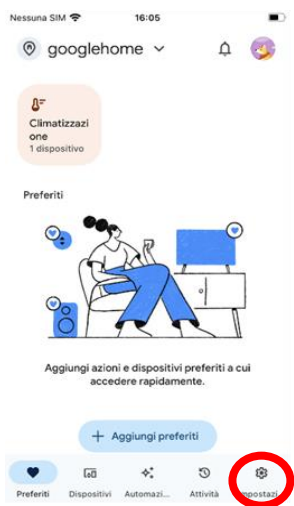 Nessuna SIM 16:05
googlehome
Climatizzazi
one
1 dispositivo
Preferiti
Aggiungi azioni e dispositivi preferiti a cui
accedere rapidamente.
+ Aggiungi preferiti
Preferiti Dispositivi Automazi... Attività mpostazi